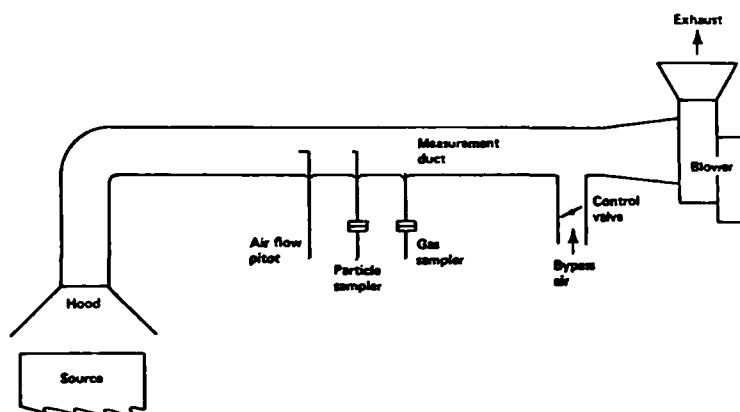 Exhaust
Measurement
duct
Blower
Control
valve
Air flow
pitot
Gas
sampler
Particle
sampler
Bypass
air
Hood
Source